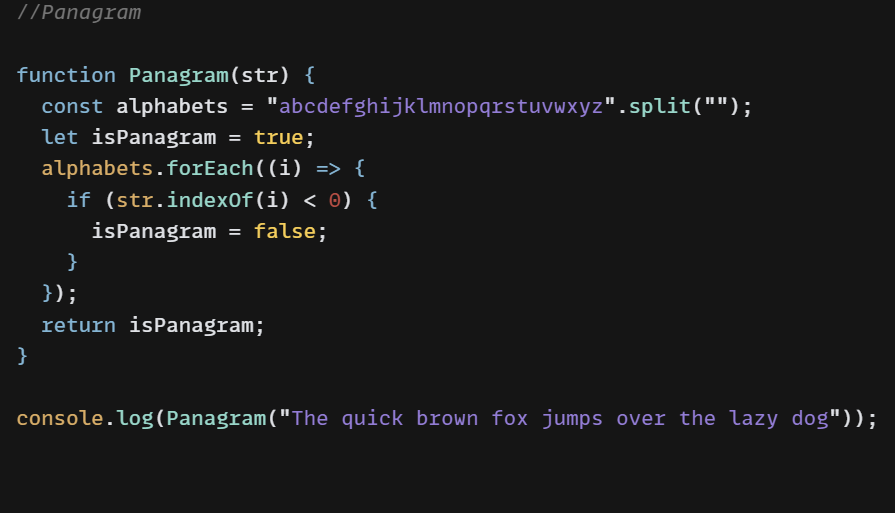 //Panagram
function Panagram(str) {
  const alphabets = "abcdefghijklmnopqrstuvwxyz".split("");
  let isPanagram = true;
  alphabets.forEach((i) => {
    if (str.indexOf(i) < 0) {
      isPanagram = false;
    }
  });
  return isPanagram;
}
console.log(Panagram("The quick brown fox jumps over the lazy dog"));